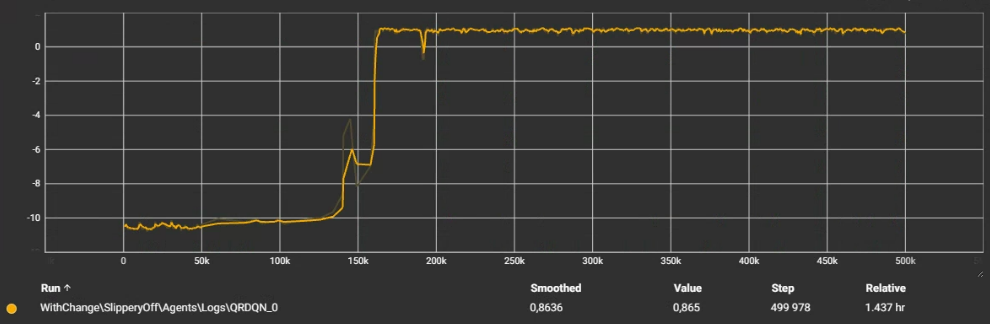 0
-2
-4
-6
-8
-10
0 50k 100k 150k 200k 250k 300k 350k 400k 450k 500k
Run ↑ Smoothed Value Step Relative
WithChange\SlipperyOff\Agents\Logs\QRDQN_0 0,8636 0,865 499 978 1.437 hr